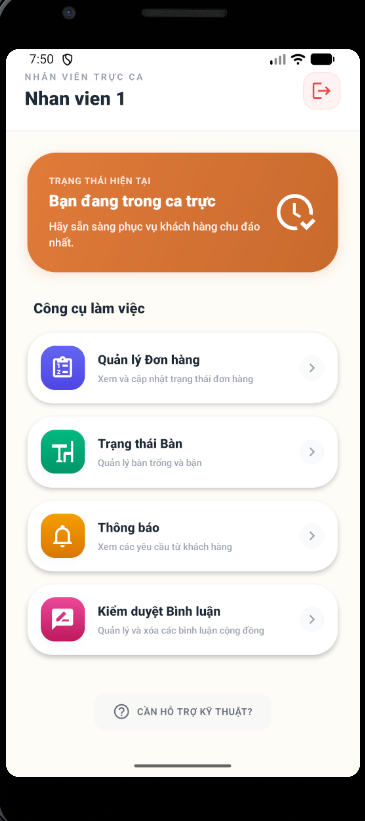 7:50
NHÂN VIÊN TRỰC CA
Nhan vien 1
TRẠNG THÁI HIỆN TẠI
Bạn đang trong ca trực
Hãy sẵn sàng phục vụ khách hàng chu đáo
nhất.
Công cụ làm việc
Quản lý Đơn hàng
Xem và cập nhật trạng thái đơn hàng
Trạng thái Bàn
Quản lý bàn trống và bận
Thông báo
Xem các yêu cầu từ khách hàng
Kiểm duyệt Bình luận
Quản lý và xóa các bình luận cộng đồng
CẦN HỖ TRỢ KỸ THUẬT?